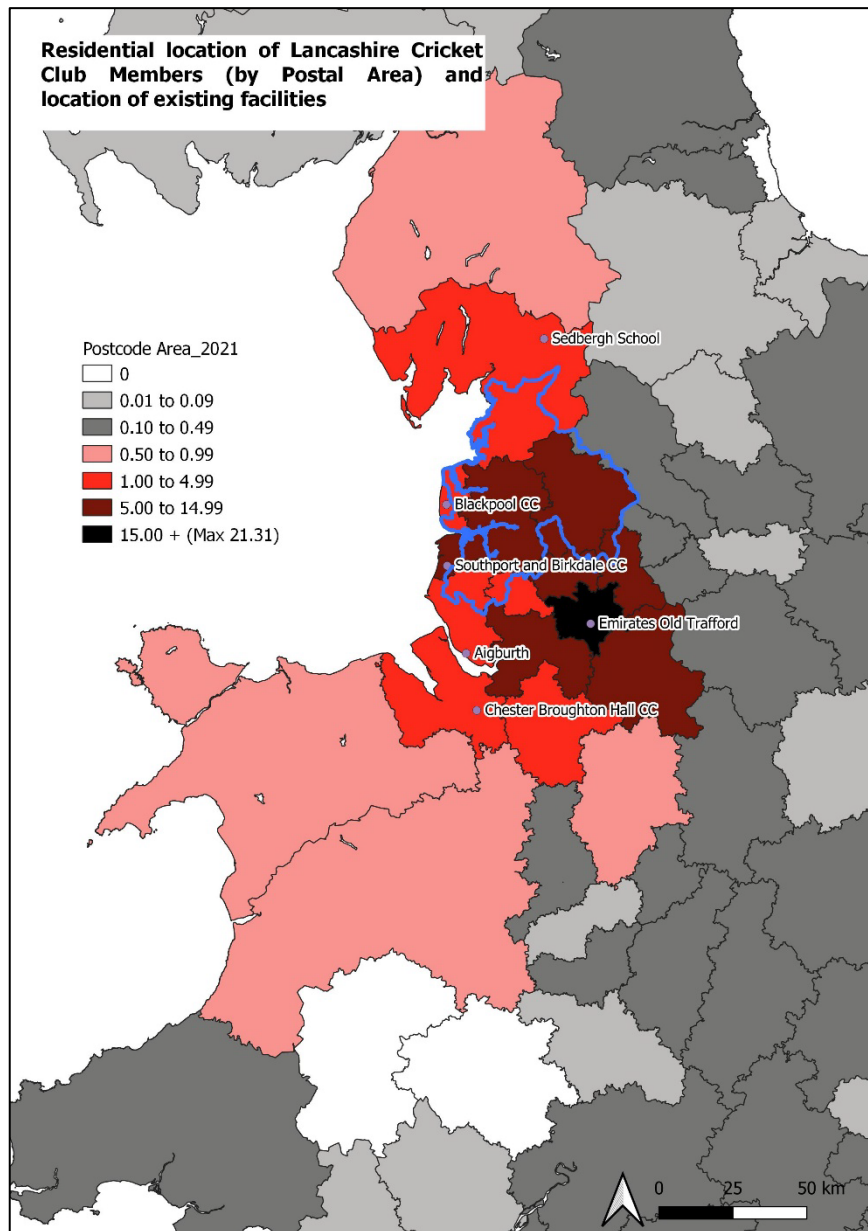 Residential location of Lancashire Cricket
Club Members (by Postal Area) and
location of existing facilities
Postcode Area_2021
0
0.01 to 0.09
0.10 to 0.49
0.50 to 0.99
1.00 to 4.99
5.00 to 14.99
15.00 + (Max 21.31)
Sedbergh School
Blackpool CC
Southport and Birkdale CC
Emirates Old Trafford
Aigburth
Chester Broughton Hall CC
0 25 50 km